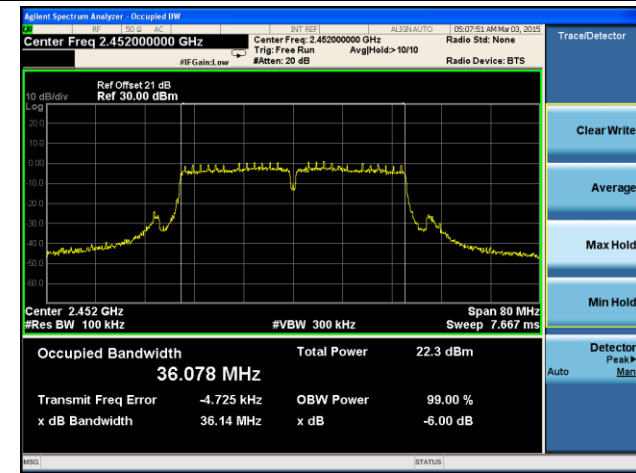 Agilent Spectrum Analyzer - Occupied BW
RF 50 Ω AC INT REF ALIGN AUTO 05:07:51 AM Mar 03, 2015
Center Freq 2.452000000 GHz
Center Freq: 2.452000000 GHz Radio Std: None
Trig: Free Run Avg|Hold:> 10/10
#IFGain:Low #Atten: 20 dB Radio Device: BTS
Ref Offset 21 dB
10 dB/div Ref 30.00 dBm
Log
20.0
10.0
0.00
-10.0
-20.0
-30.0
-40.0
-50.0
-60.0
Center 2.452 GHz Span 80 MHz
#Res BW 100 kHz #VBW 300 kHz Sweep 7.667 ms
Occupied Bandwidth Total Power 22.3 dBm
36.078 MHz
Transmit Freq Error -4.725 kHz OBW Power 99.00 %
x dB Bandwidth 36.14 MHz x dB -6.00 dB
MSG STATUS
Trace/Detector
Clear Write
Average
Max Hold
Min Hold
Detector
Peak▶
Auto Man